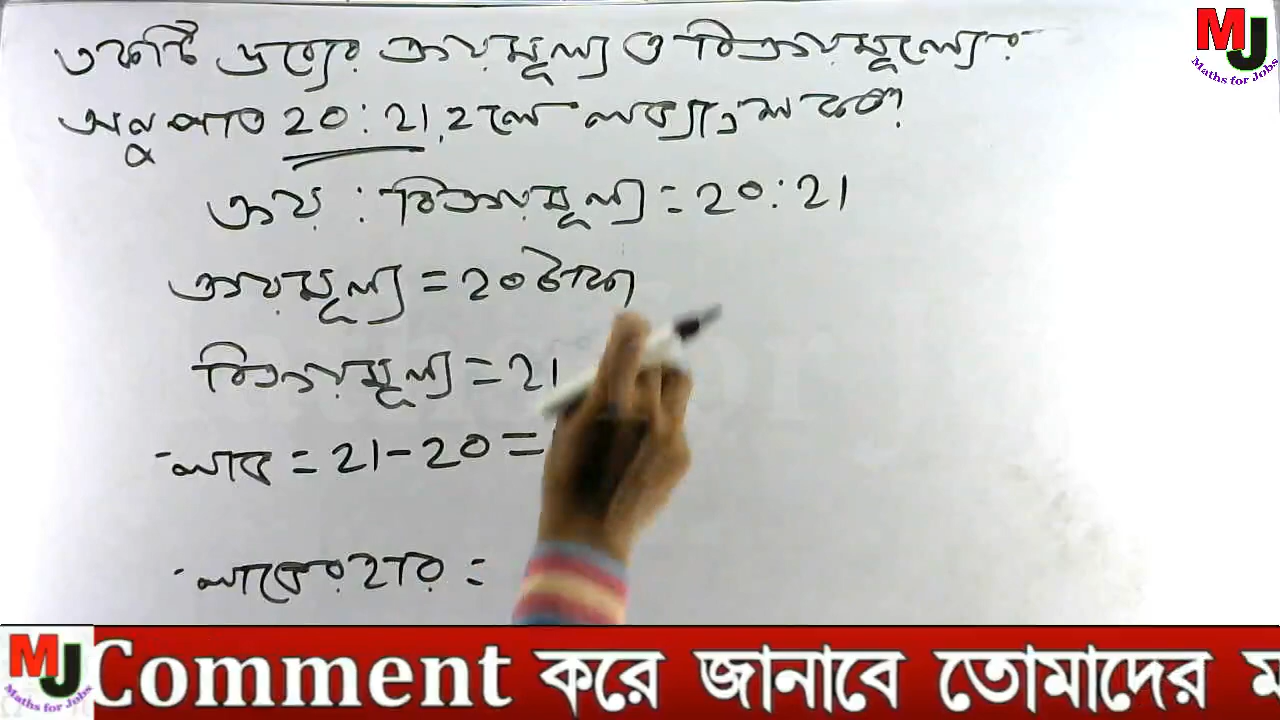 একটি দ্রব্যের ক্রয়মূল্য ও বিক্রয়মূল্যের
অনুপাত 20:21, হলে লাভ
ক্রয় : বিক্রয়মূল্য = 20:21
ক্রয়মূল্য = 20 টাকা
বিক্রয়মূল্য = 21
লাভ = 21-20 =
লাভের হার =
MJ
Maths for Jobs
MJ
Maths for Jobs
Comment করে জানাবে তোমাদের ম